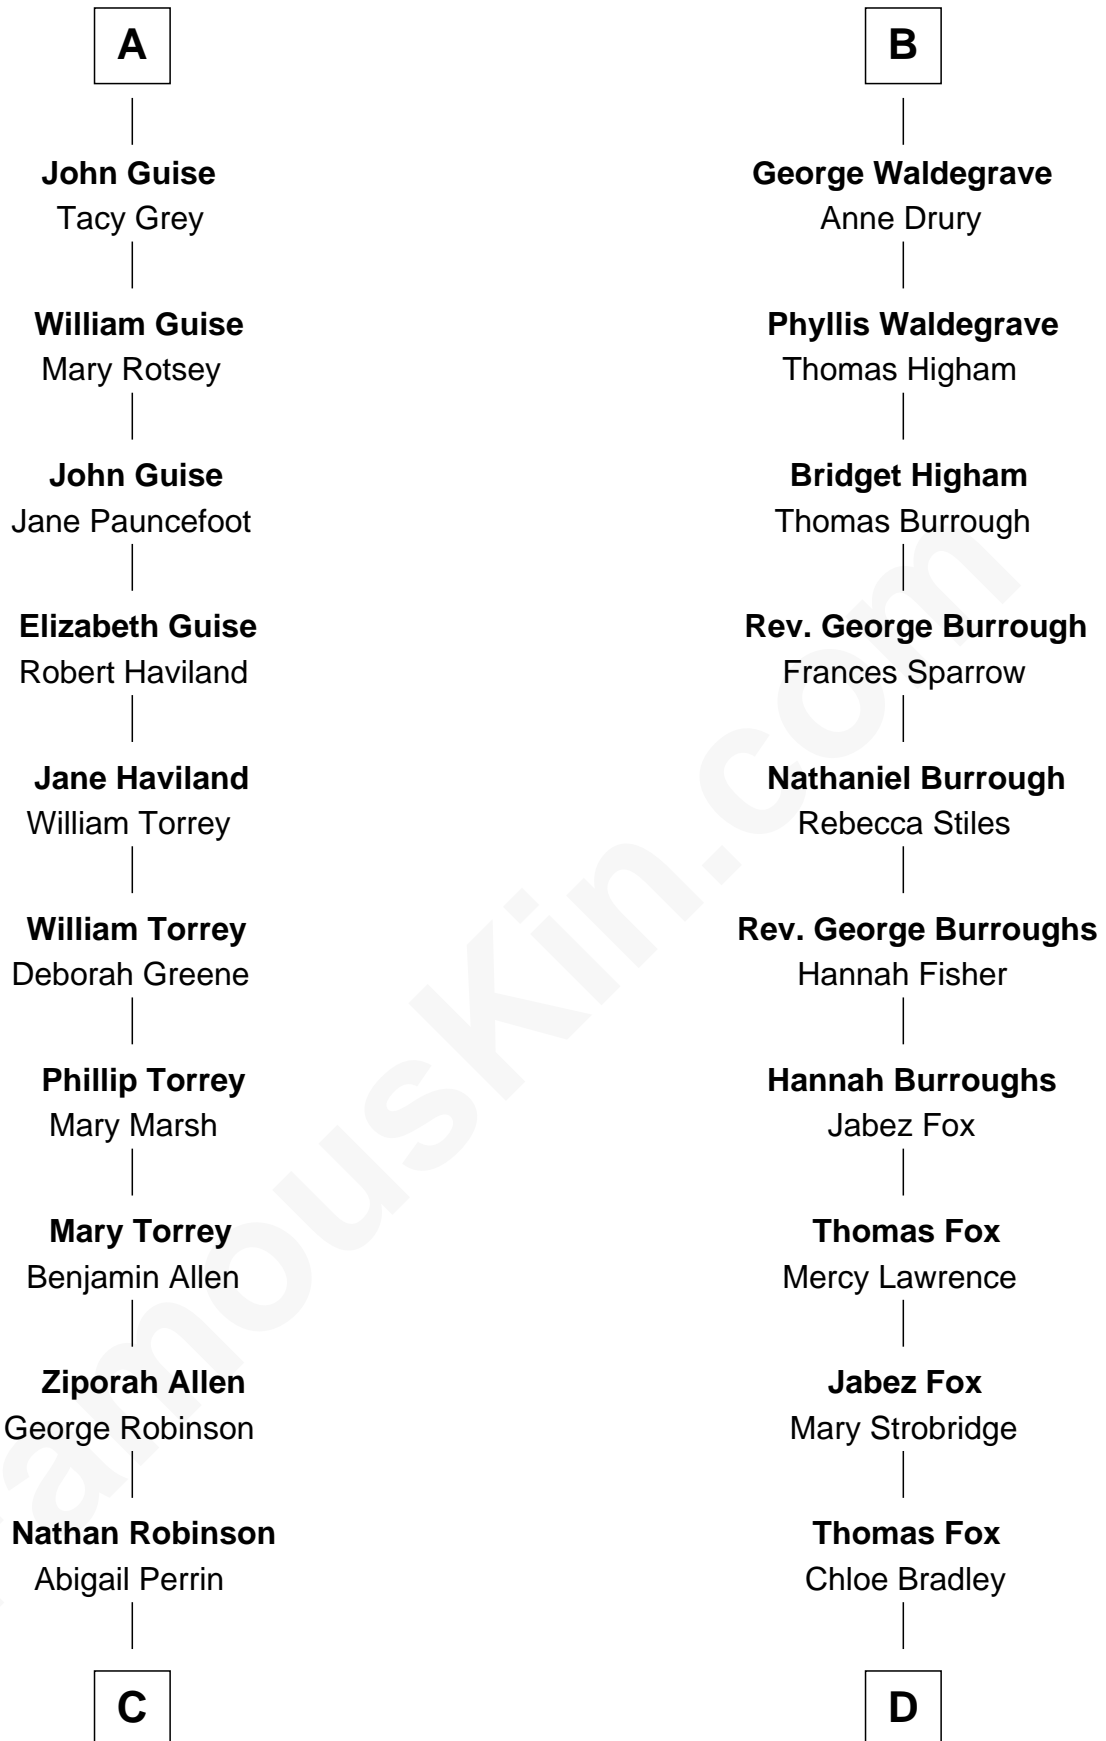 A
John Guise
Tacy Grey
William Guise
Mary Rotsey
John Guise
Jane Pauncefoot
Elizabeth Guise
Robert Haviland
Jane Haviland
William Torrey
William Torrey
Deborah Greene
Phillip Torrey
Mary Marsh
Mary Torrey
Benjamin Allen
Ziporah Allen
George Robinson
Nathan Robinson
Abigail Perrin
C
B
George Waldegrave
Anne Drury
Phyllis Waldegrave
Thomas Higham
Bridget Higham
Thomas Burrough
Rev. George Burrough
Frances Sparrow
Nathaniel Burrough
Rebecca Stiles
Rev. George Burroughs
Hannah Fisher
Hannah Burroughs
Jabez Fox
Thomas Fox
Mercy Lawrence
Jabez Fox
Mary Strobridge
Thomas Fox
Chloe Bradley
D
famouskin.com